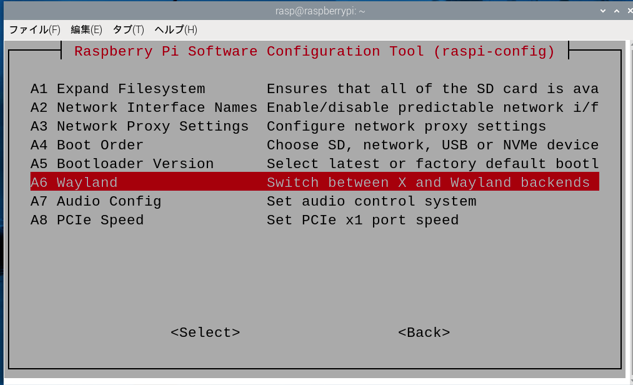 rasp@raspberrypi: ~
ファイル(F) 編集(E) タブ(T) ヘルプ(H)
Raspberry Pi Software Configuration Tool (raspi-config)
A1 Expand Filesystem Ensures that all of the SD card is ava
A2 Network Interface Names Enable/disable predictable network i/f
A3 Network Proxy Settings Configure network proxy settings
A4 Boot Order Choose SD, network, USB or NVMe device
A5 Bootloader Version Select latest or factory default bootl
A6 Wayland Switch between X and Wayland backends
A7 Audio Config Set audio control system
A8 PCIe Speed Set PCIe x1 port speed
<Select> <Back>